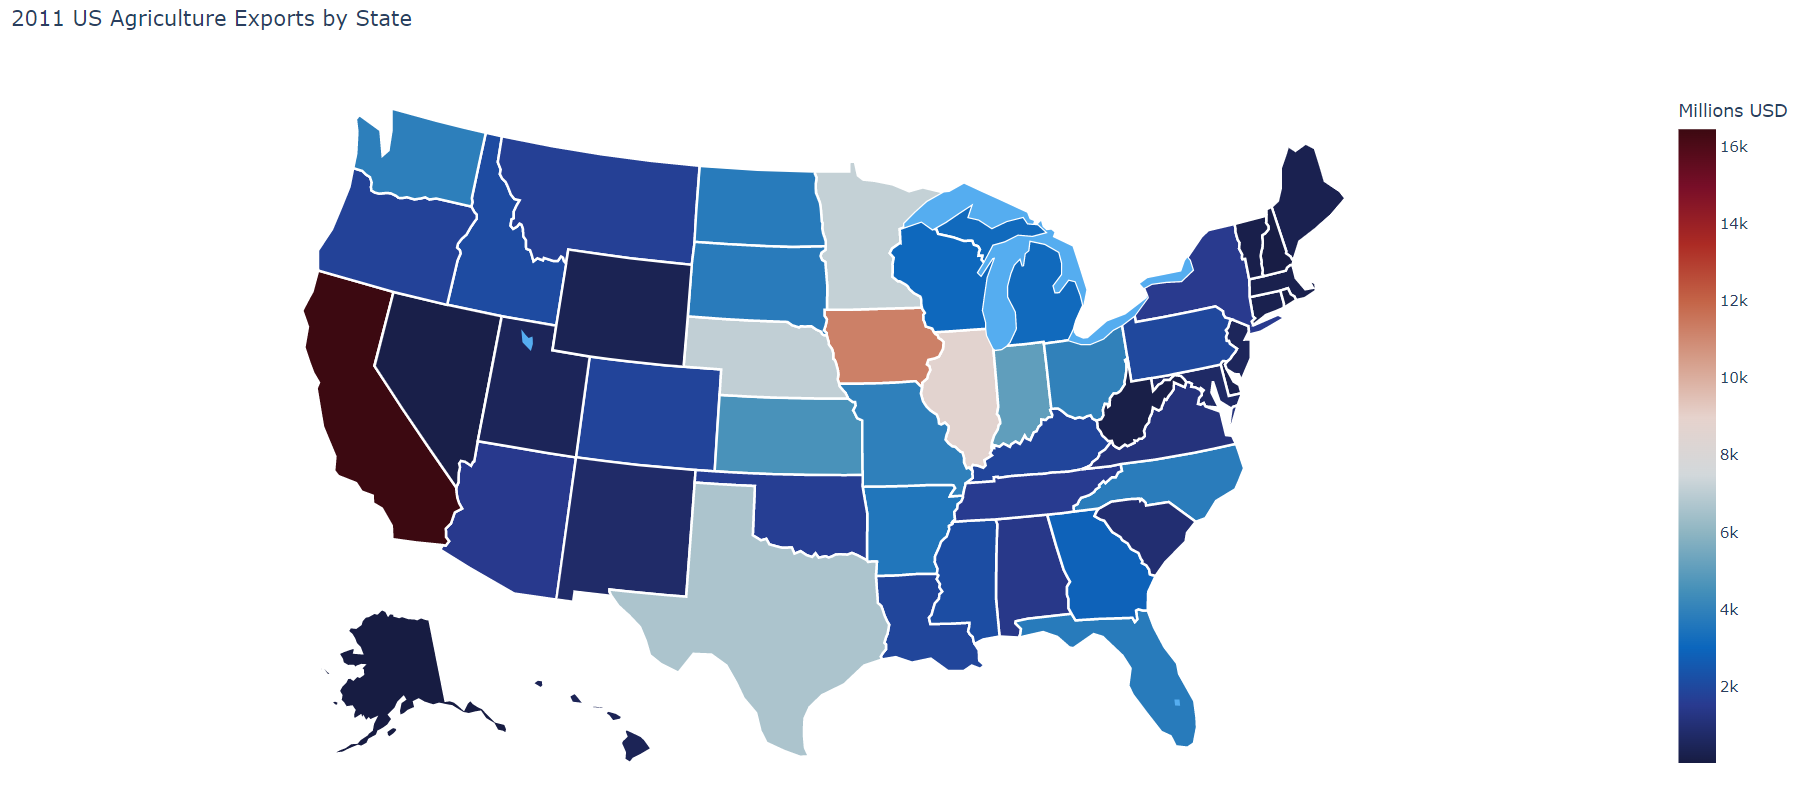 2011 US Agriculture Exports by State
Millions USD
16k
14k
12k
10k
8k
6k
4k
2k